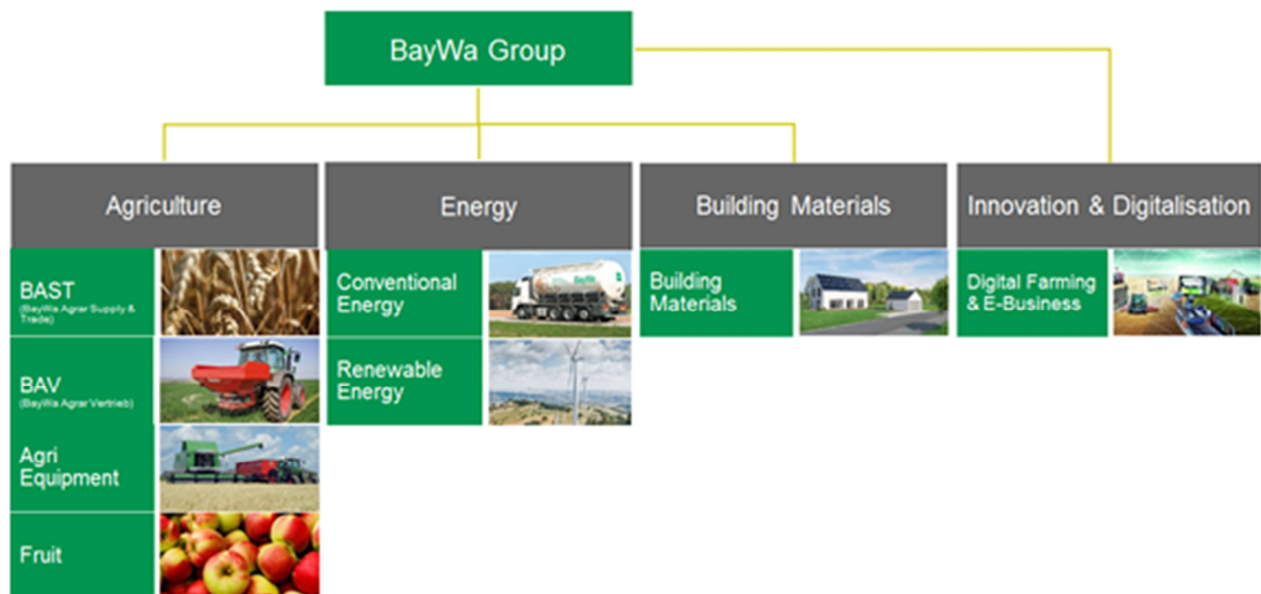 BayWa Group
Agriculture
Energy
Building Materials
Innovation & Digitalisation
BAST
(BayWa Agrar Supply &
Trade)
BAV
(BayWa Agrar Vertrieb)
Agri
Equipment
Fruit
Conventional
Energy
BayWa
Renewable
Energy
Building
Materials
Digital Farming
& E-Business